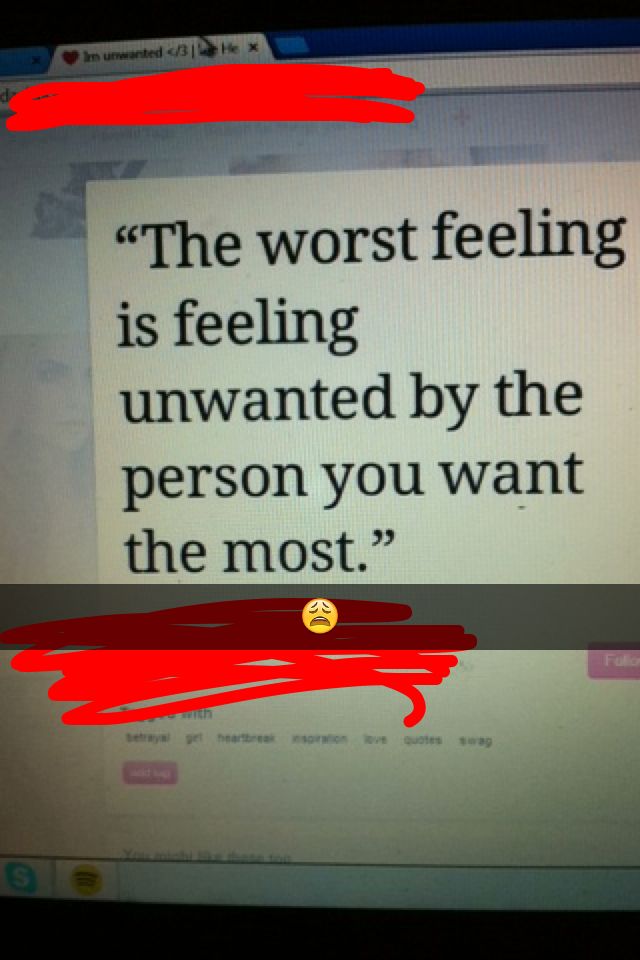 Im unwanted </3 | We He
“The worst feeling
is feeling
unwanted by the
person you want
the most.”
Follo
Tagged with
betrayal girl heartbreak inspiration love quotes swag
add tag
You might like these too